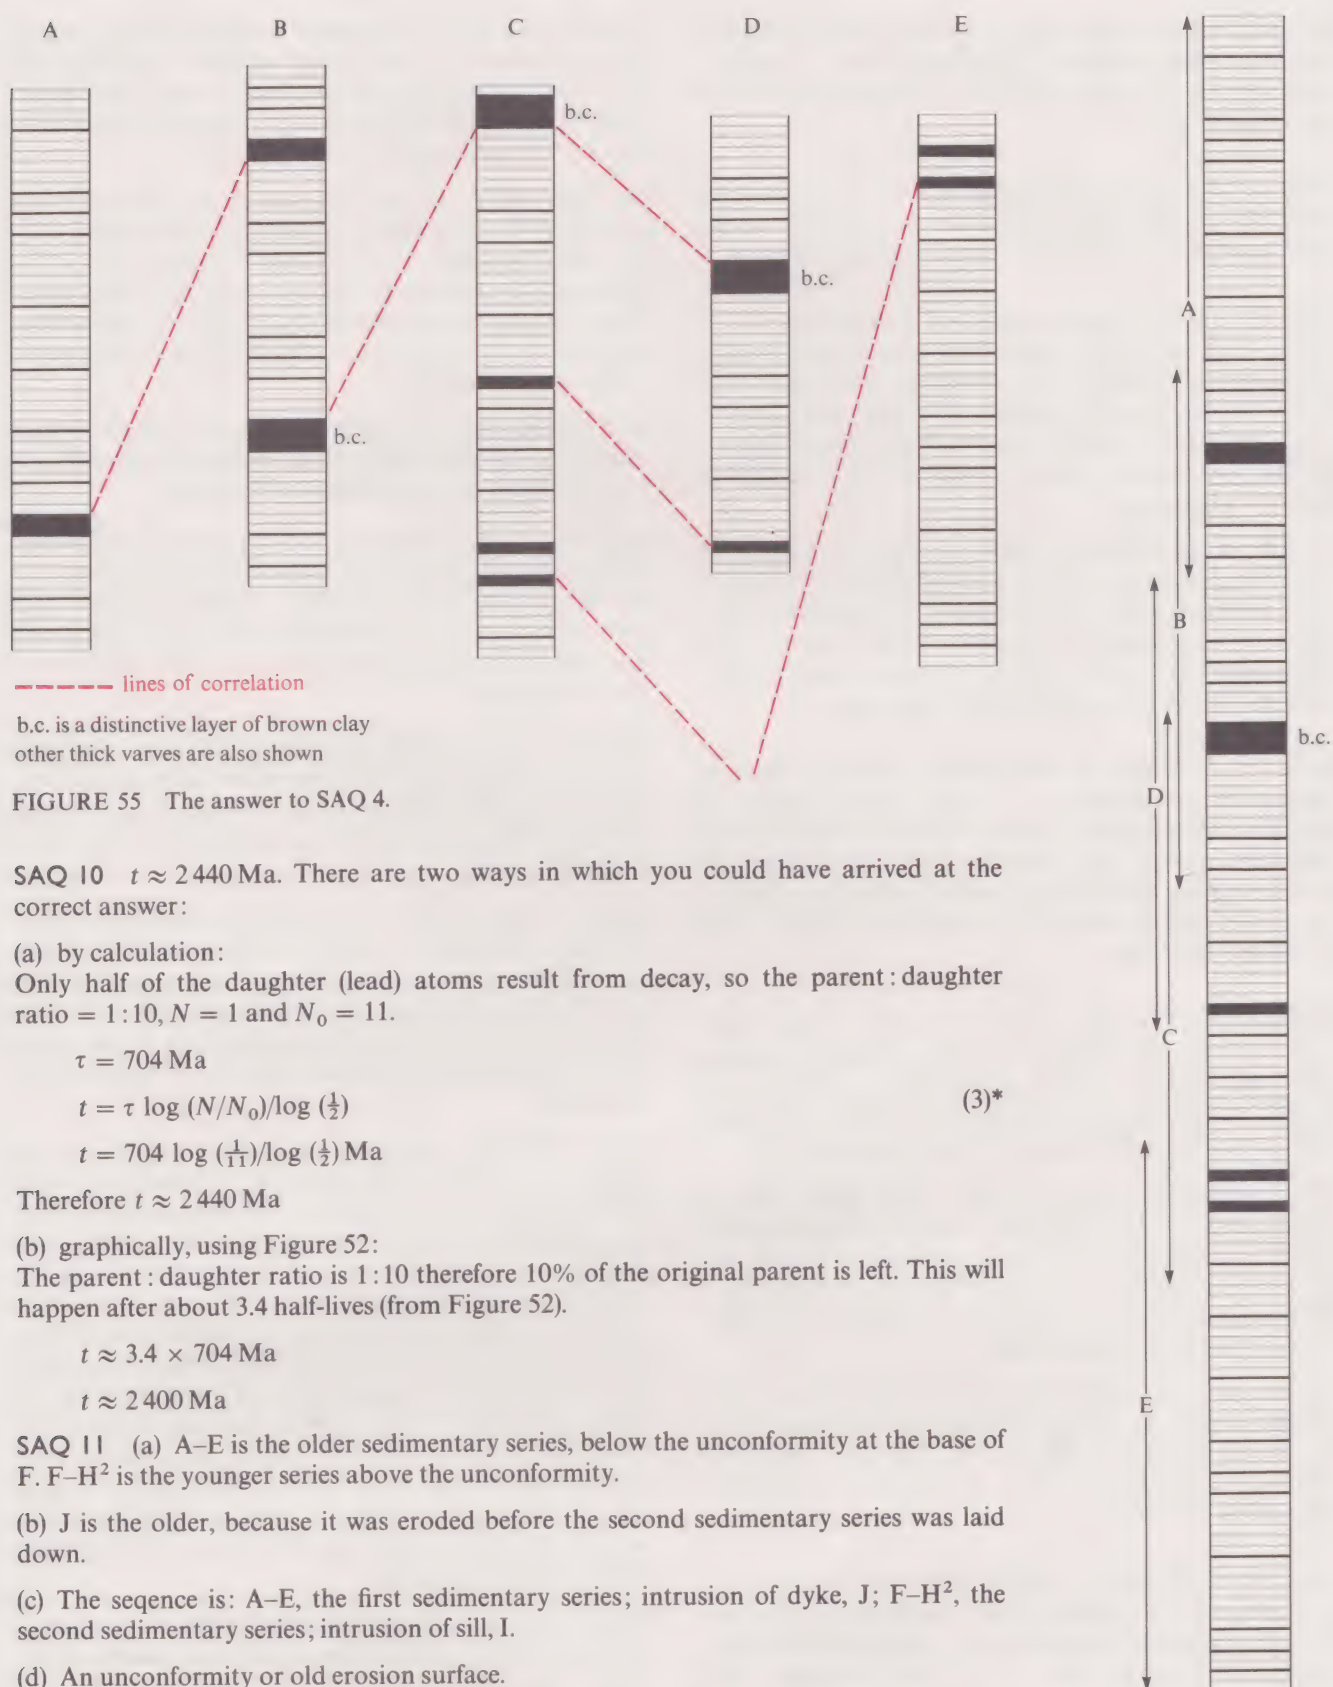 A B C D E
b.c.
b.c.
b.c.
A
B
b.c.
D
C
E
lines of correlation
b.c. is a distinctive layer of brown clay
other thick varves are also shown
FIGURE 55 The answer to SAQ 4.
SAQ 10 t ≈ 2 440 Ma. There are two ways in which you could have arrived at the
correct answer:
(a) by calculation:
Only half of the daughter (lead) atoms result from decay, so the parent : daughter
ratio = 1 : 10, N = 1 and N₀ = 11.
τ = 704 Ma
t = τ log (N/N₀)/log (½) (3)*
t = 704 log (1/11)/log (½) Ma
Therefore t ≈ 2 440 Ma
(b) graphically, using Figure 52:
The parent : daughter ratio is 1 : 10 therefore 10% of the original parent is left. This will
happen after about 3.4 half-lives (from Figure 52).
t ≈ 3.4 × 704 Ma
t ≈ 2 400 Ma
SAQ 11 (a) A–E is the older sedimentary series, below the unconformity at the base of
F. F–H² is the younger series above the unconformity.
(b) J is the older, because it was eroded before the second sedimentary series was laid
down.
(c) The seqence is: A–E, the first sedimentary series; intrusion of dyke, J; F–H², the
second sedimentary series; intrusion of sill, I.
(d) An unconformity or old erosion surface.